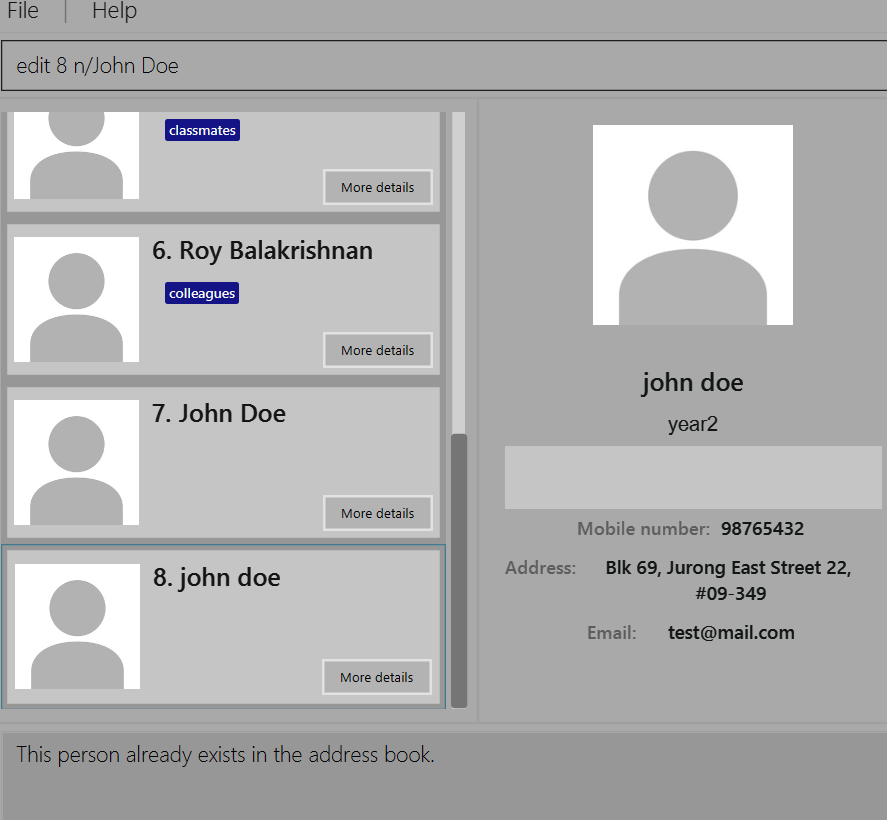 File | Help
edit 8 n/John Doe
classmates
More details
6. Roy Balakrishnan
colleagues
More details
7. John Doe
More details
8. john doe
More details
john doe
year2
Mobile number: 98765432
Address: Blk 69, Jurong East Street 22,
#09-349
Email: test@mail.com
This person already exists in the address book.